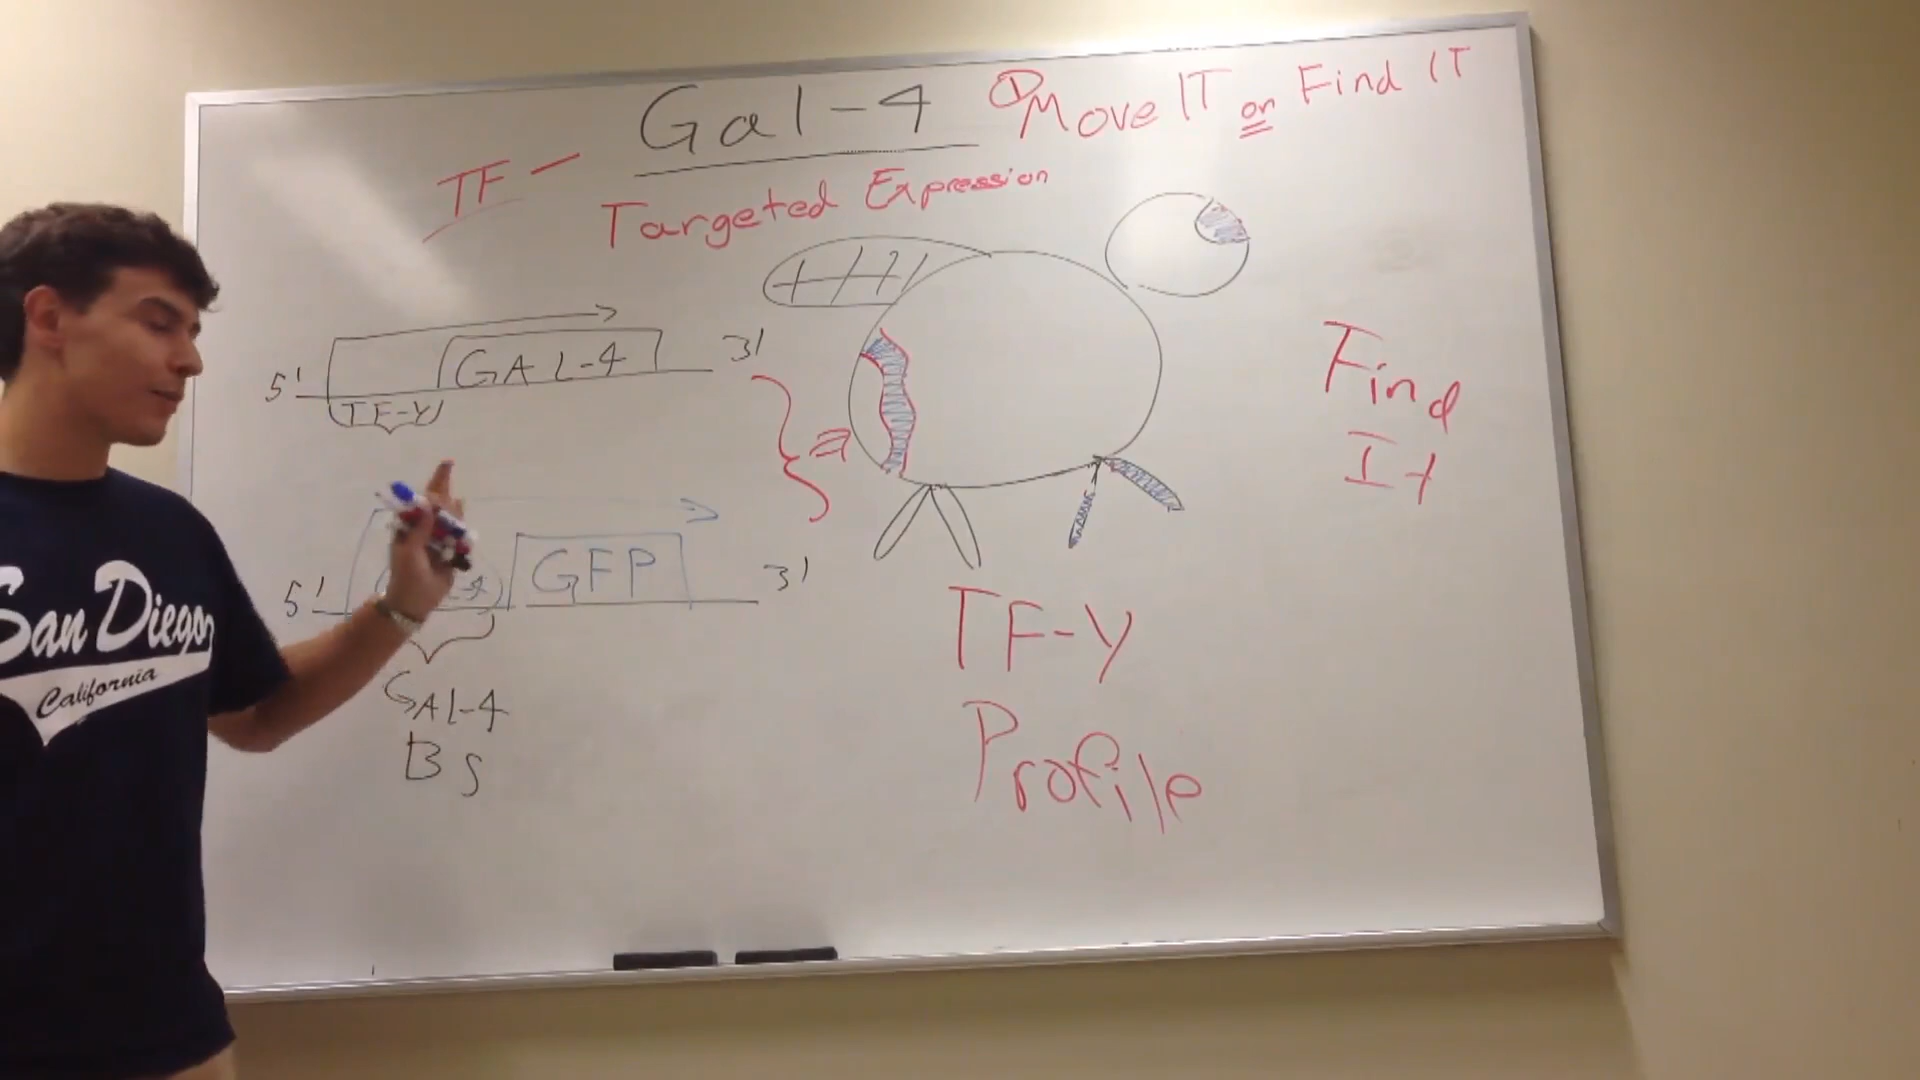 Gal-4
① Move IT or Find IT
TF -
Targeted Expression
5' GAL-4 3'
TF-Y
Find
It
5' GFP 3'
GAL-4
BS
TF-Y
Profile
San Diego
California